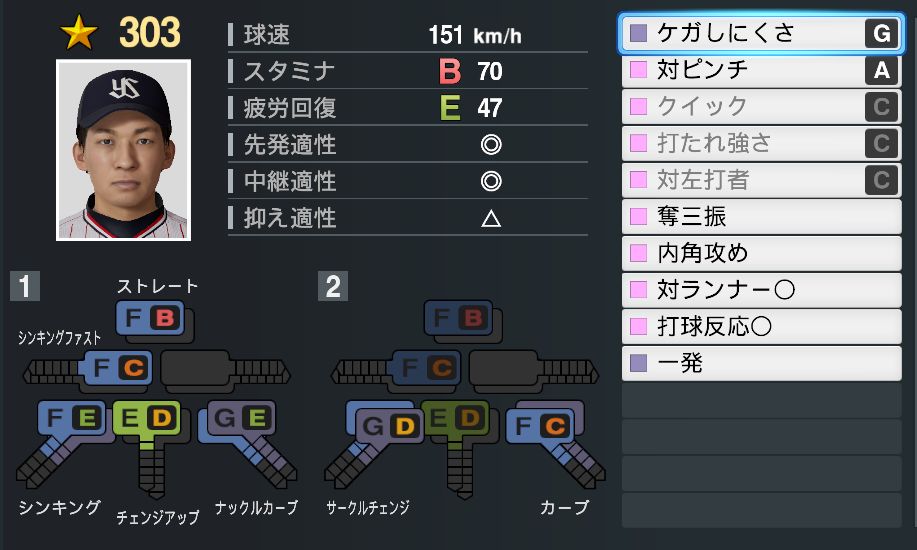 303
球速 151 km/h
スタミナ B 70
疲労回復 E 47
先発適性 ◎
中継適性 ◎
抑え適性 △
YS
1
ストレート
F B
シンキングファスト
F C
F E
E D
G E
シンキング
チェンジアップ
ナックルカーブ
2
F B
F C
G D
E D
F C
サークルチェンジ
カーブ
ケガしにくさ G
対ピンチ A
クイック C
打たれ強さ C
対左打者 C
奪三振
内角攻め
対ランナー〇
打球反応〇
一発